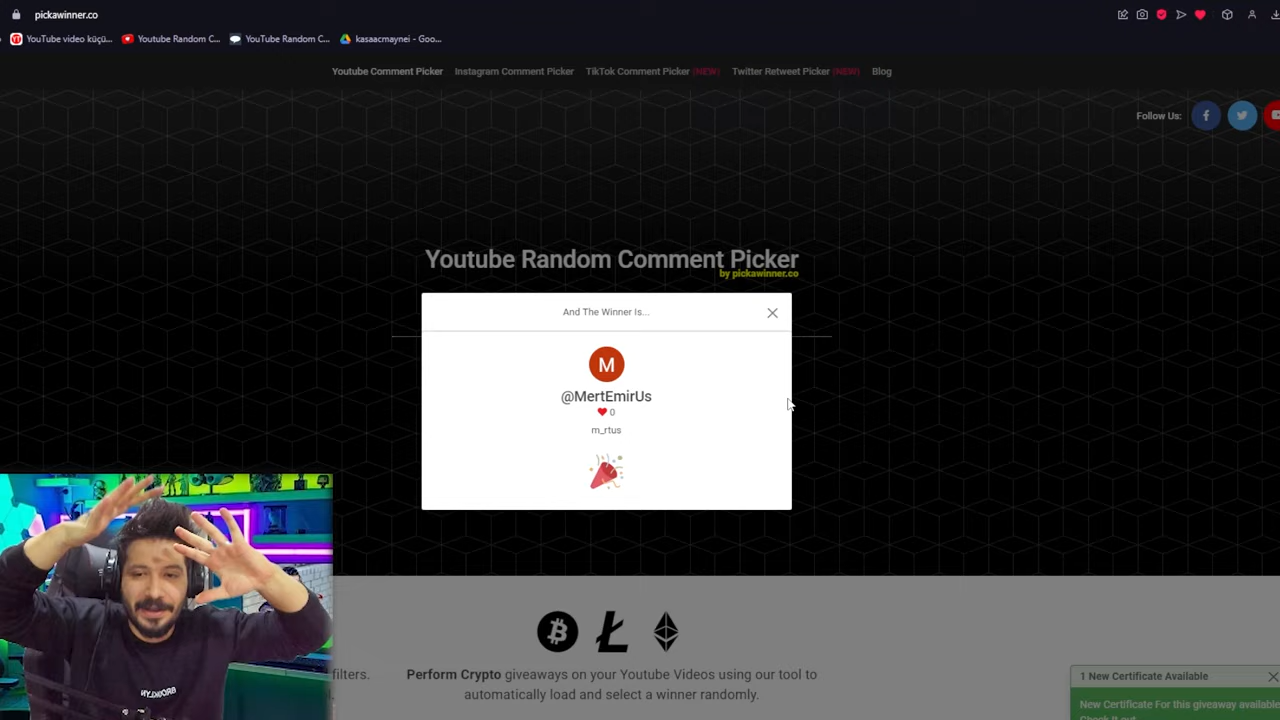 pickawinner.co
YouTube video küçü...
Youtube Random C...
YouTube Random C...
kasaacmaynei - Goo...
Youtube Comment Picker
Instagram Comment Picker
TikTok Comment Picker (NEW)
Twitter Retweet Picker (NEW)
Blog
Follow Us:
Youtube Random Comment Picker
by pickawinner.co
And The Winner Is...
M
@MertEmirUs
0
m_rtus
filters.
Perform Crypto giveaways on your Youtube Videos using our tool to
automatically load and select a winner randomly.
1 New Certificate Available
New Certificate For this giveaway available
Check it out